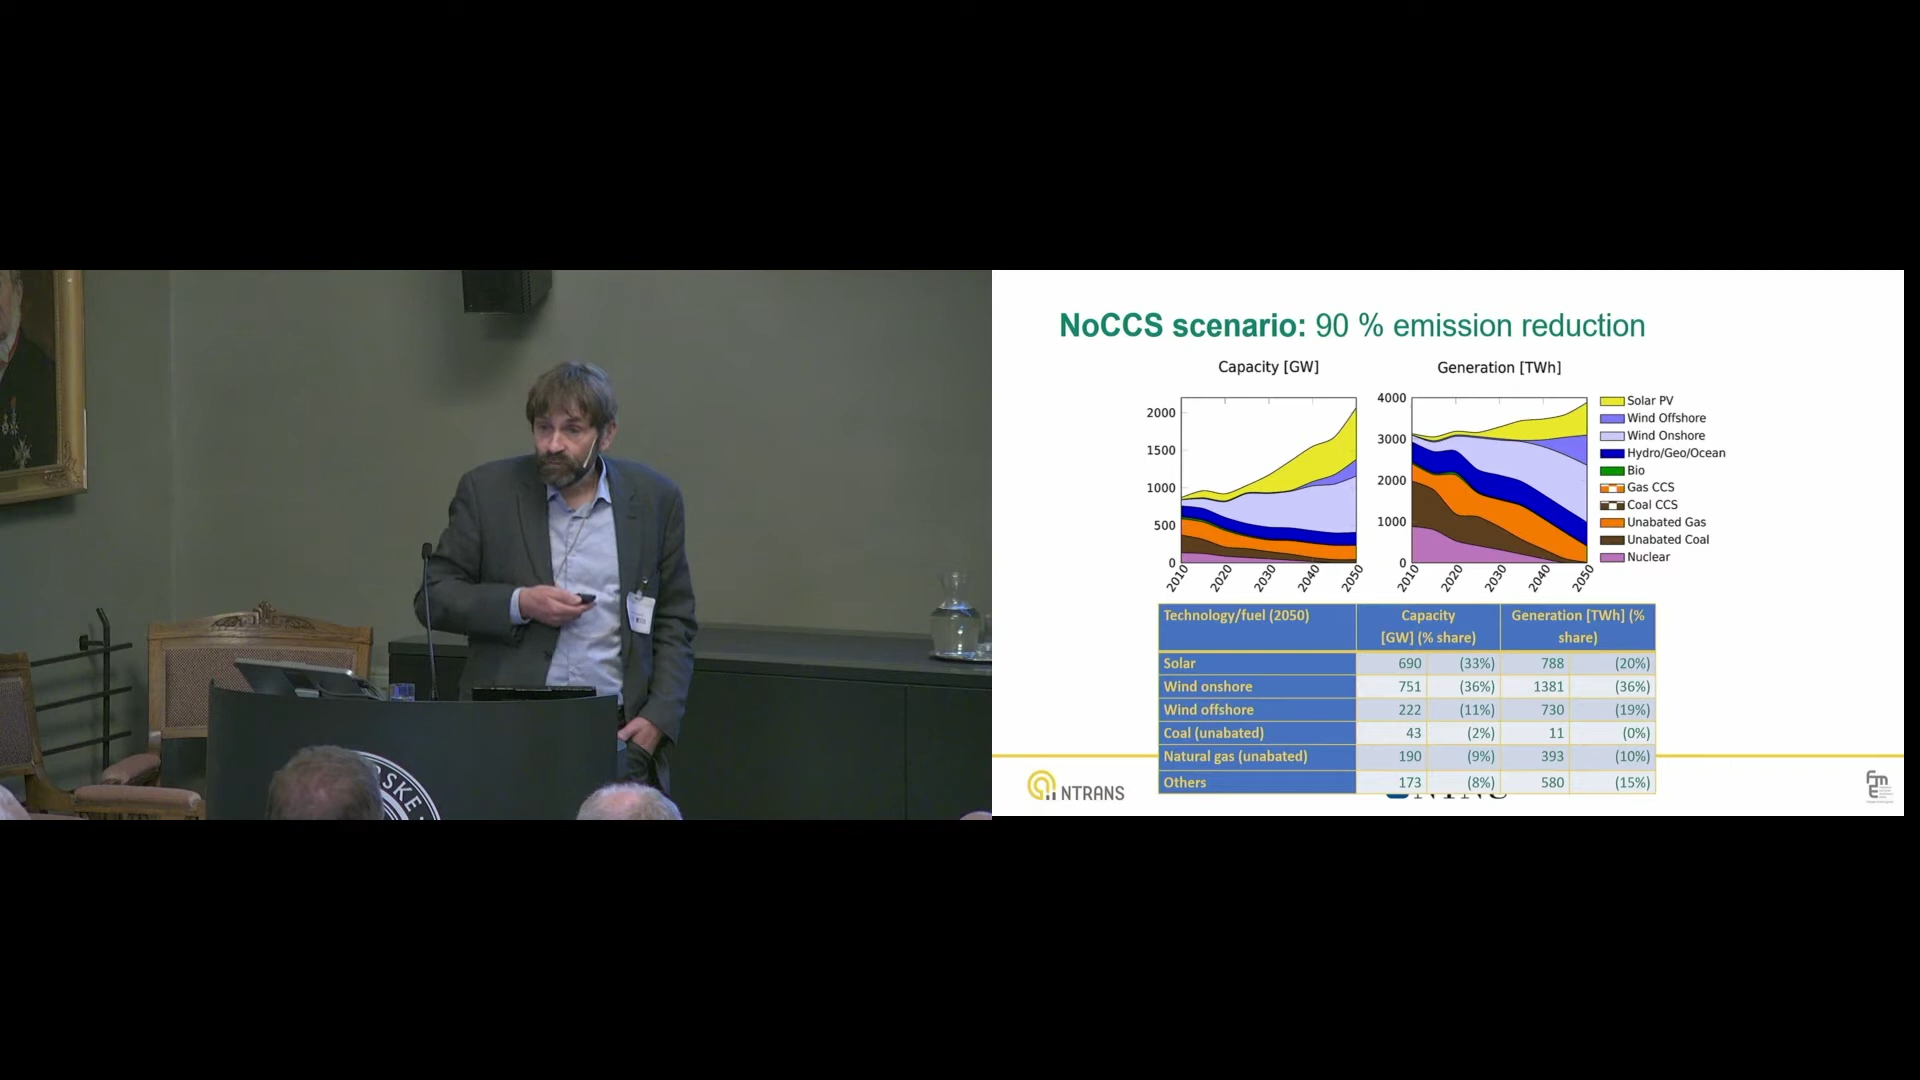 NoCCS scenario: 90 % emission reduction
Capacity [GW]
2000
1500
1000
500
0
2010
2020
2030
2040
2050
Generation [TWh]
4000
3000
2000
1000
0
2010
2020
2030
2040
2050
Solar PV
Wind Offshore
Wind Onshore
Hydro/Geo/Ocean
Bio
Gas CCS
Coal CCS
Unabated Gas
Unabated Coal
Nuclear
Technology/fuel (2050) Capacity Generation [TWh] (%
[GW] (% share) share)
Solar 690 (33%) 788 (20%)
Wind onshore 751 (36%) 1381 (36%)
Wind offshore 222 (11%) 730 (19%)
Coal (unabated) 43 (2%) 11 (0%)
Natural gas (unabated) 190 (9%) 393 (10%)
Others 173 (8%) 580 (15%)
NTRANS
FME
SKE